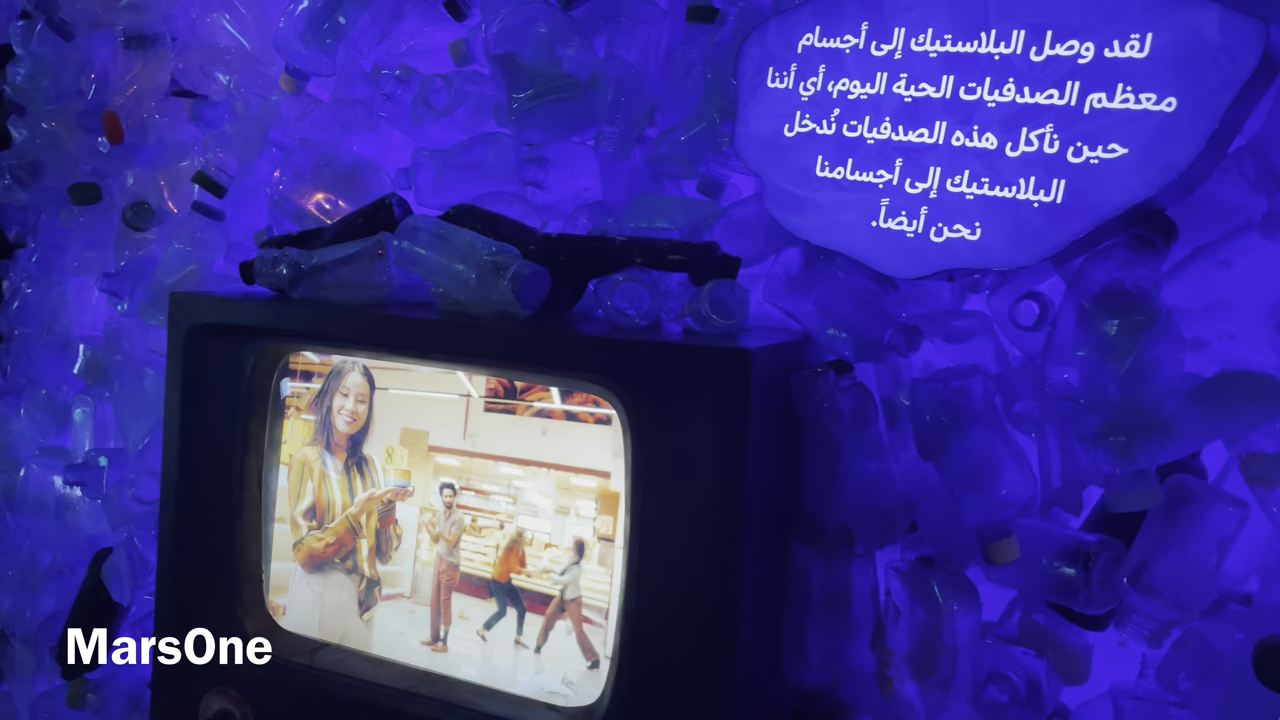 لقد وصل البلاستيك إلى أجسام
معظم الصدفيات الحية اليوم، أي أننا
حين نأكل هذه الصدفيات نُدخل
البلاستيك إلى أجسامنا
نحن أيضاً.
8
MarsOne